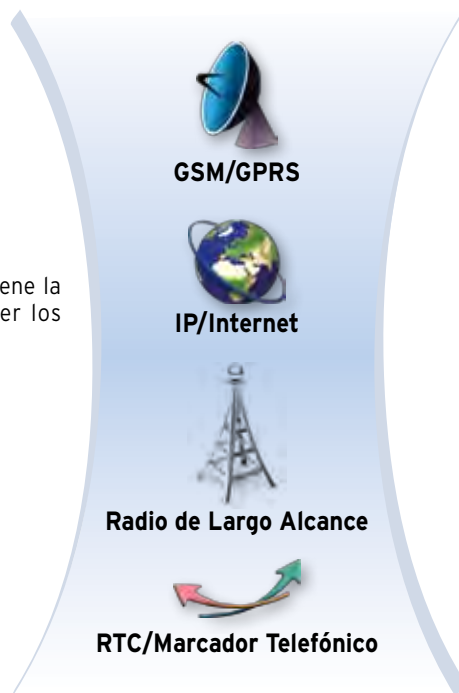 GSM/GPRS
IP/Internet
ene la
er los
Radio de Largo Alcance
RTC/Marcador Telefónico